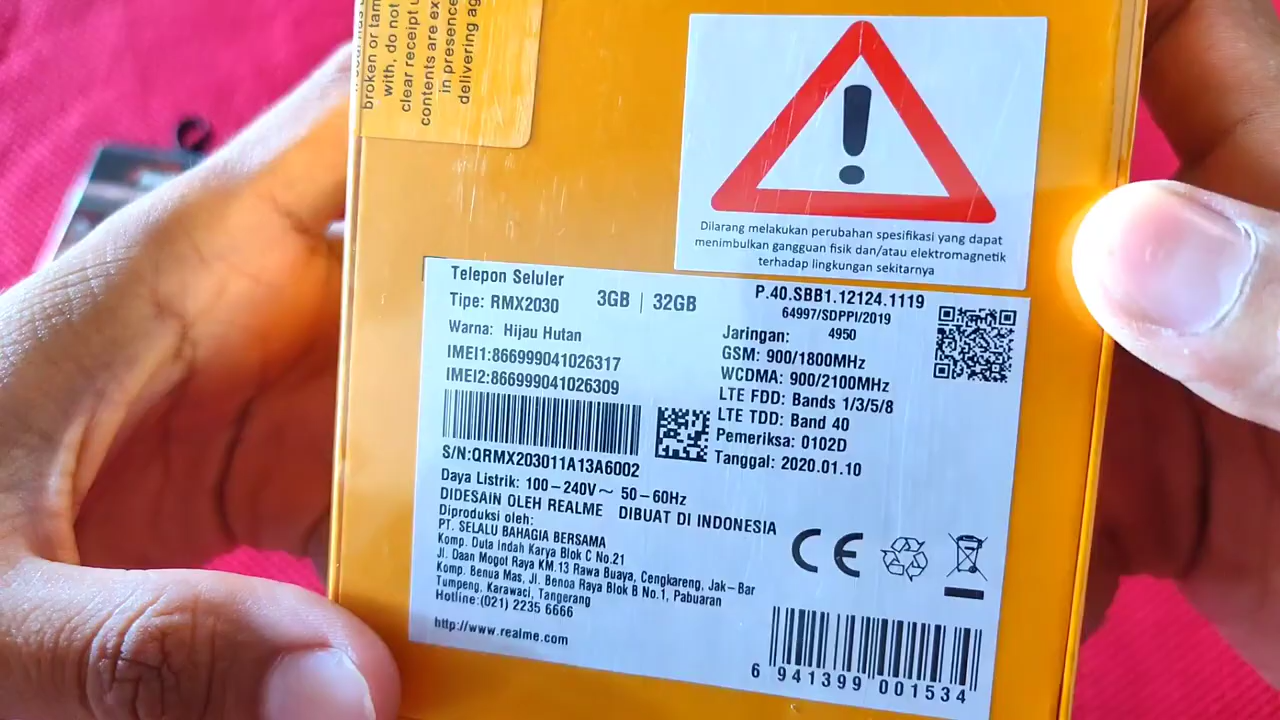 broken or tam
with, do not
clear receipt u
contents are ex
in presence
delivering ag
Dilarang melakukan perubahan spesifikasi yang dapat
menimbulkan gangguan fisik dan/atau elektromagnetik
terhadap lingkungan sekitarnya
Telepon Seluler
Tipe: RMX2030 3GB | 32GB
Warna: Hijau Hutan
IMEI1:866999041026317
IMEI2:866999041026309
S/N:QRMX203011A13A6002
P.40.SBB1.12124.1119
64997/SDPPI/2019
Jaringan: 4950
GSM: 900/1800MHz
WCDMA: 900/2100MHz
LTE FDD: Bands 1/3/5/8
LTE TDD: Band 40
Pemeriksa: 0102D
Tanggal: 2020.01.10
Daya Listrik: 100-240V~ 50-60Hz
DIDESAIN OLEH REALME DIBUAT DI INDONESIA
Diproduksi oleh:
PT. SELALU BAHAGIA BERSAMA
Komp. Duta Indah Karya Blok C No.21
Jl. Daan Mogot Raya KM.13 Rawa Buaya, Cengkareng, Jak-Bar
Komp. Benua Mas, Jl. Benoa Raya Blok B No.1, Pabuaran
Tumpeng, Karawaci, Tangerang
Hotline:(021) 2235 6666
http://www.realme.com
CE
6 941399 001534